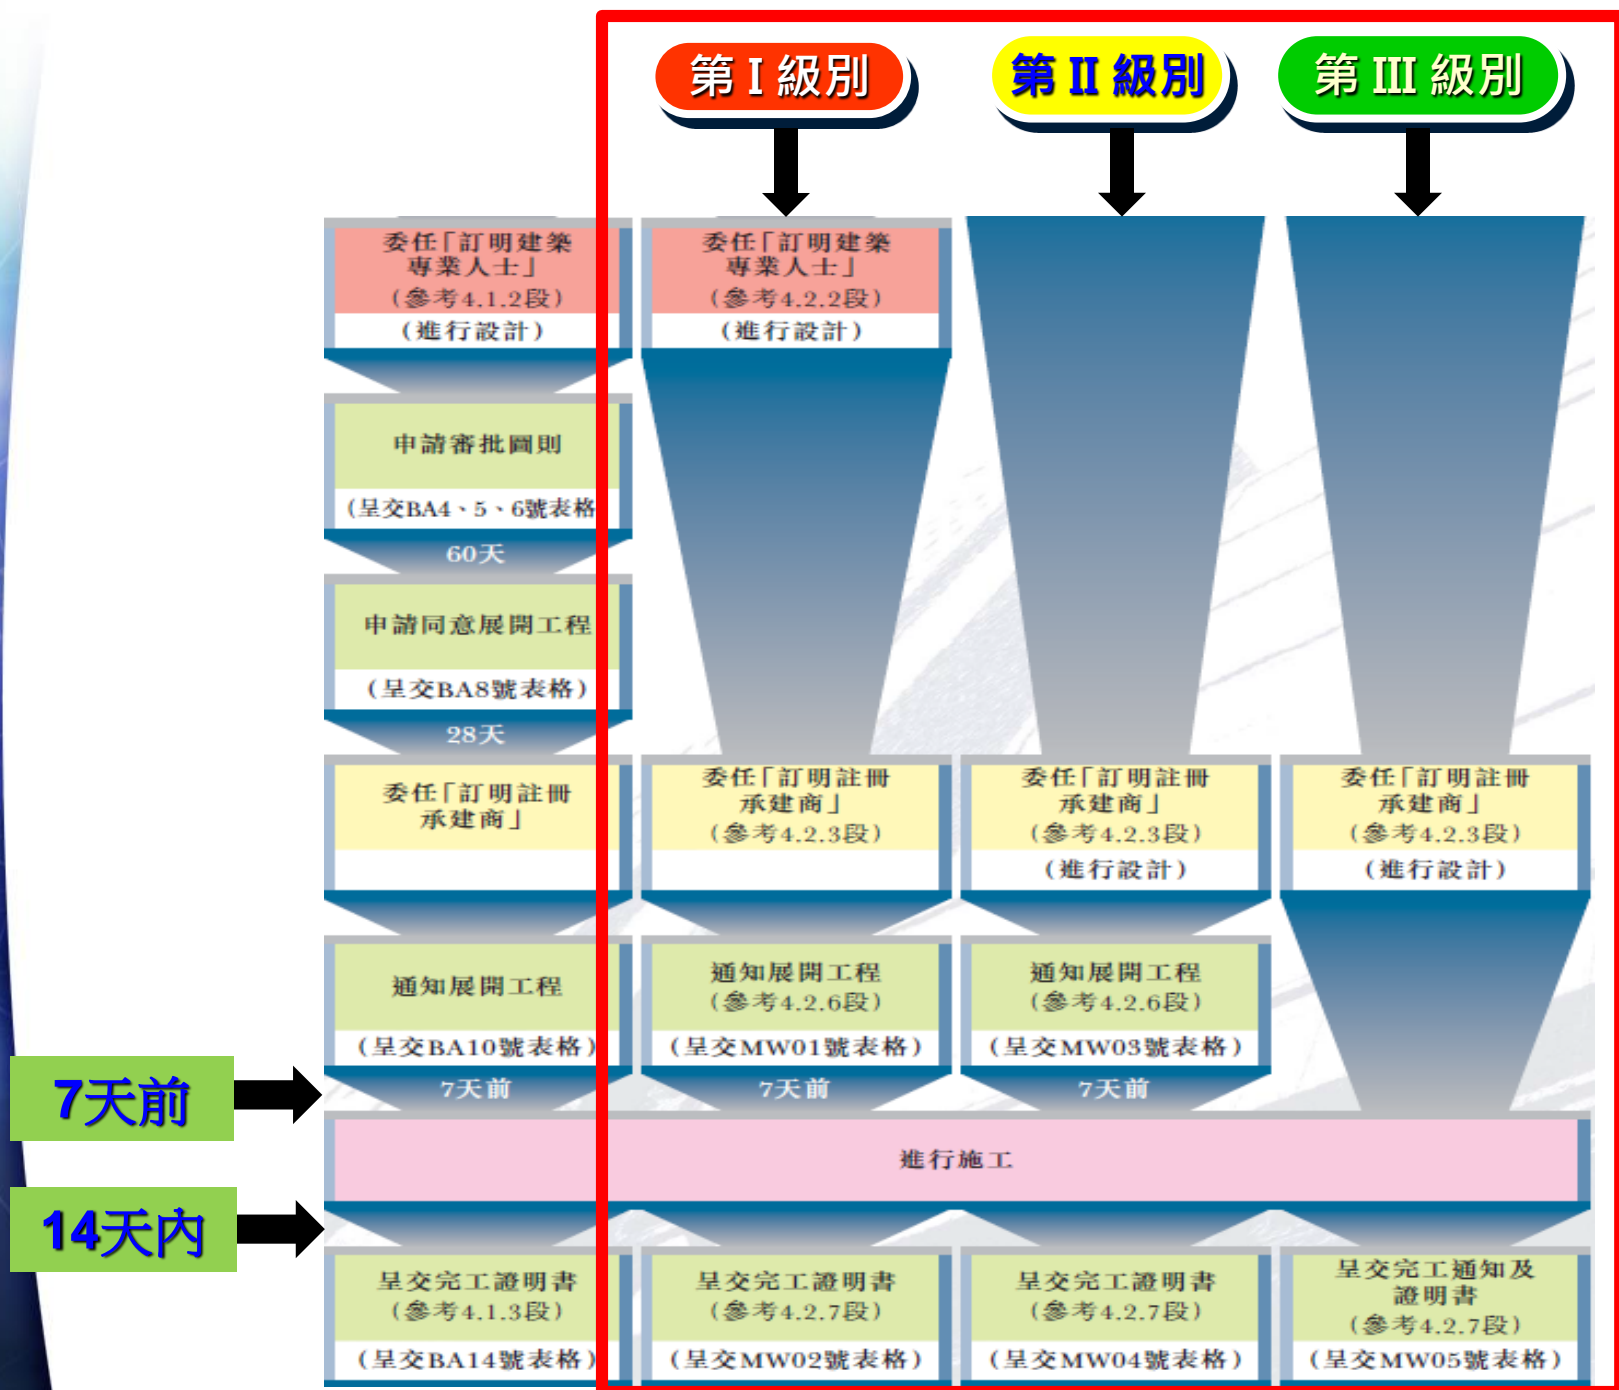 第 I 級別
第 II 級別
第 III 級別
委任「訂明建築
專業人士」
(參考4.1.2段)
(進行設計)
委任「訂明建築
專業人士」
(參考4.2.2段)
(進行設計)
申請審批圖則
(呈交BA4、5、6號表格
60天
申請同意展開工程
(呈交BA8號表格)
28天
委任「訂明註冊
承建商」
委任「訂明註冊
承建商」
(參考4.2.3段)
委任「訂明註冊
承建商」
(參考4.2.3段)
(進行設計)
委任「訂明註冊
承建商」
(參考4.2.3段)
(進行設計)
通知展開工程
(呈交BA10號表格)
7天前
通知展開工程
(參考4.2.6段)
(呈交MW01號表格)
7天前
通知展開工程
(參考4.2.6段)
(呈交MW03號表格)
7天前
7天前
進行施工
14天內
呈交完工證明書
(參考4.1.3段)
(呈交BA14號表格)
呈交完工證明書
(參考4.2.7段)
(呈交MW02號表格)
呈交完工證明書
(參考4.2.7段)
(呈交MW04號表格)
呈交完工通知及
證明書
(參考4.2.7段)
(呈交MW05號表格)